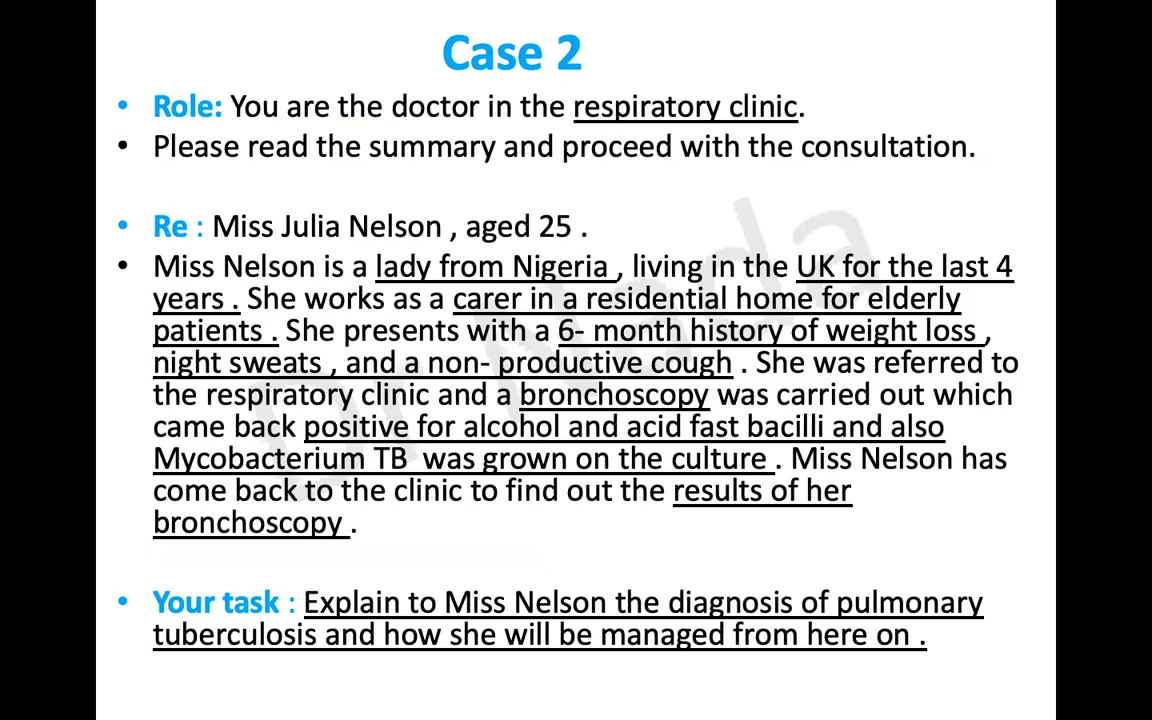 Case 2
• Role: You are the doctor in the respiratory clinic.
• Please read the summary and proceed with the consultation.
• Re : Miss Julia Nelson , aged 25 .
• Miss Nelson is a lady from Nigeria , living in the UK for the last 4
years . She works as a carer in a residential home for elderly
patients . She presents with a 6- month history of weight loss ,
night sweats , and a non- productive cough . She was referred to
the respiratory clinic and a bronchoscopy was carried out which
came back positive for alcohol and acid fast bacilli and also
Mycobacterium TB was grown on the culture . Miss Nelson has
come back to the clinic to find out the results of her
bronchoscopy .
• Your task : Explain to Miss Nelson the diagnosis of pulmonary
tuberculosis and how she will be managed from here on .
Dr Nada